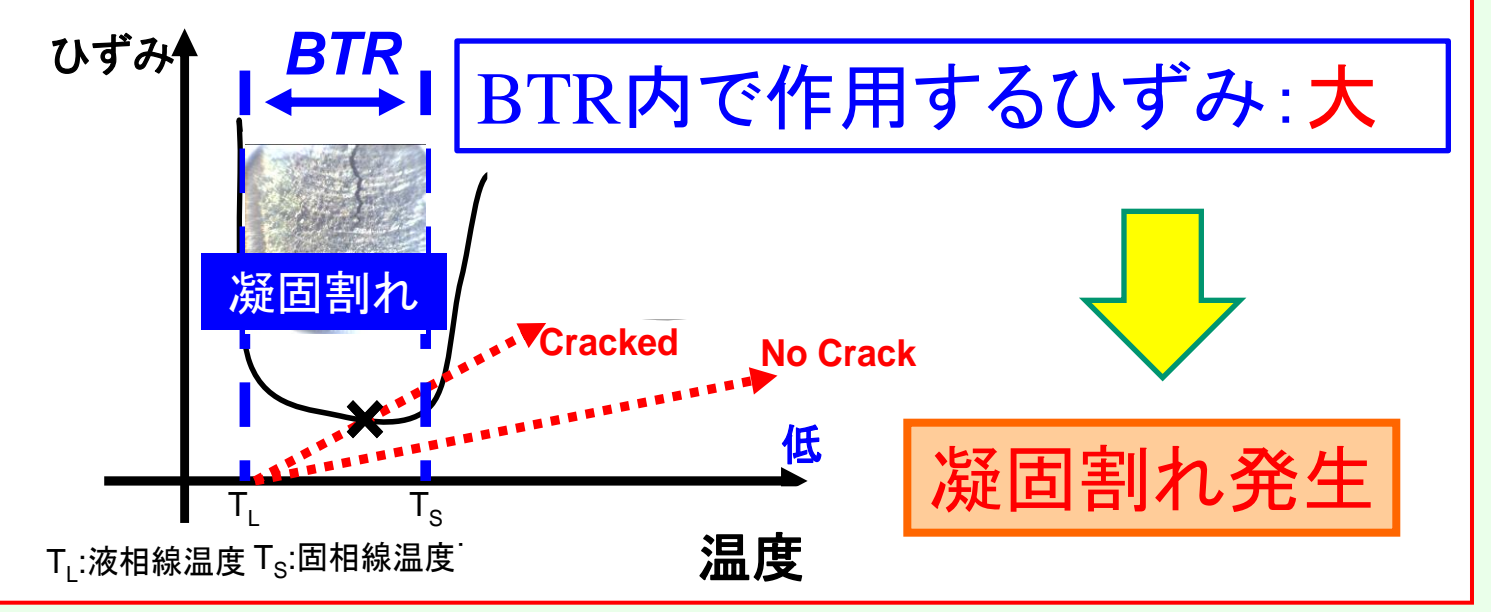 ひずみ
BTR
BTR内で作用するひずみ:大
凝固割れ
Cracked
No Crack
低
凝固割れ発生
TL
TS
TL:液相線温度 TS:固相線温度
温度